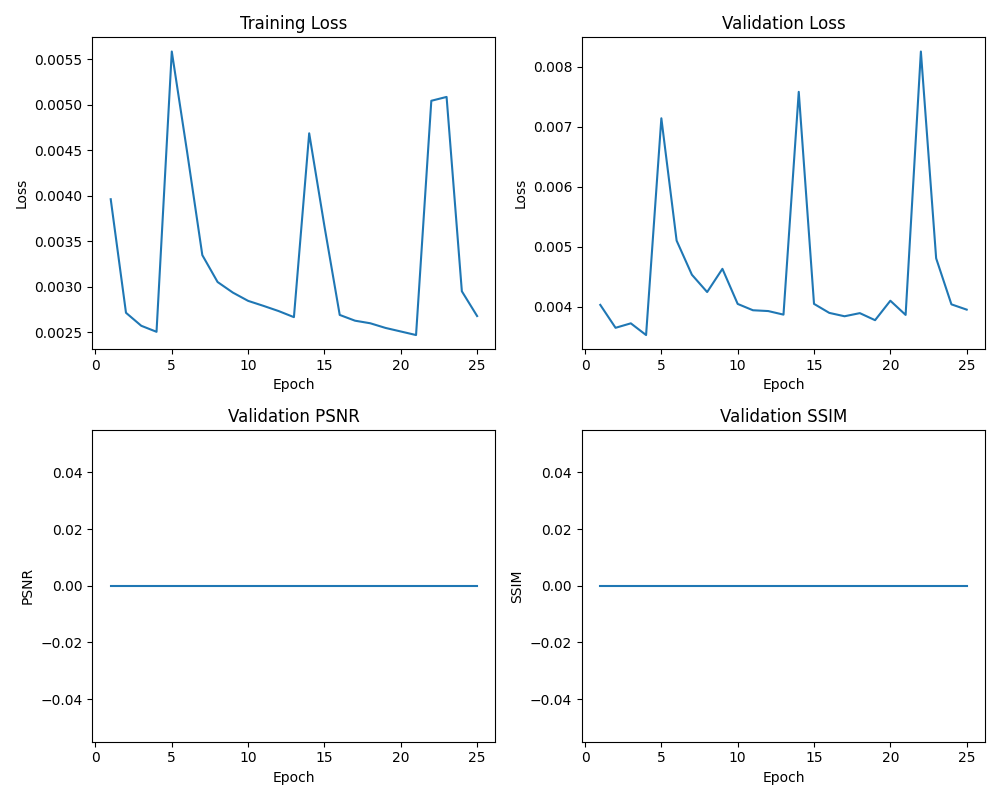 Training Loss
0.0055
0.0050
0.0045
0.0040
0.0035
0.0030
0.0025
Loss
0 5 10 15 20 25
Epoch
Validation Loss
0.008
0.007
0.006
0.005
0.004
Loss
0 5 10 15 20 25
Epoch
Validation PSNR
0.04
0.02
0.00
−0.02
−0.04
PSNR
0 5 10 15 20 25
Epoch
Validation SSIM
0.04
0.02
0.00
−0.02
−0.04
SSIM
0 5 10 15 20 25
Epoch